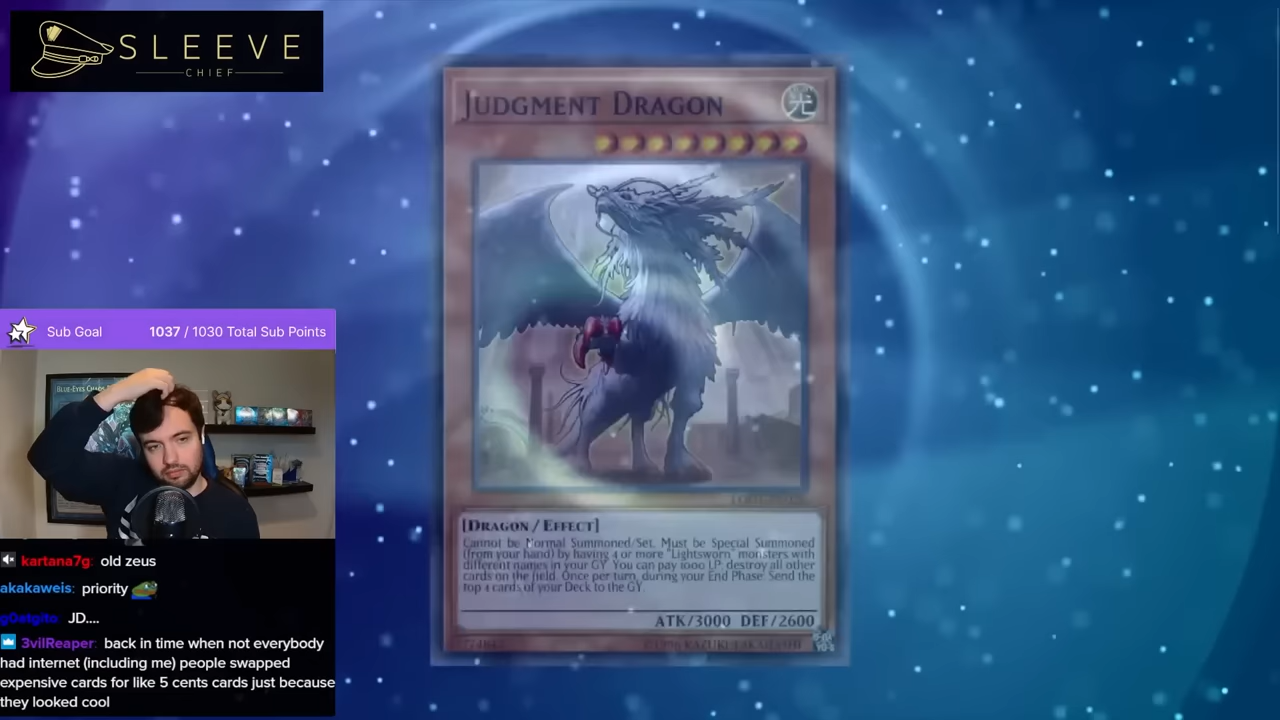 SLEEVE
CHIEF
JUDGMENT DRAGON
光
[DRAGON / EFFECT]
Cannot be Normal Summoned/Set. Must be Special Summoned
(from your hand) by having 4 or more "Lightsworn" monsters with
different names in your GY. You can pay 1000 LP; destroy all other
cards on the field. Once per turn, during your End Phase: Send the
top 4 cards of your Deck to the GY.
ATK/3000 DEF/2600
©1996 KAZUKI TAKAHASHI
Sub Goal 1037 / 1030 Total Sub Points
kartana7g: old zeus
akakaweis: priority
g0atgito: JD....
3vilReaper: back in time when not everybody
had internet (including me) people swapped
expensive cards for like 5 cents cards just because
they looked cool